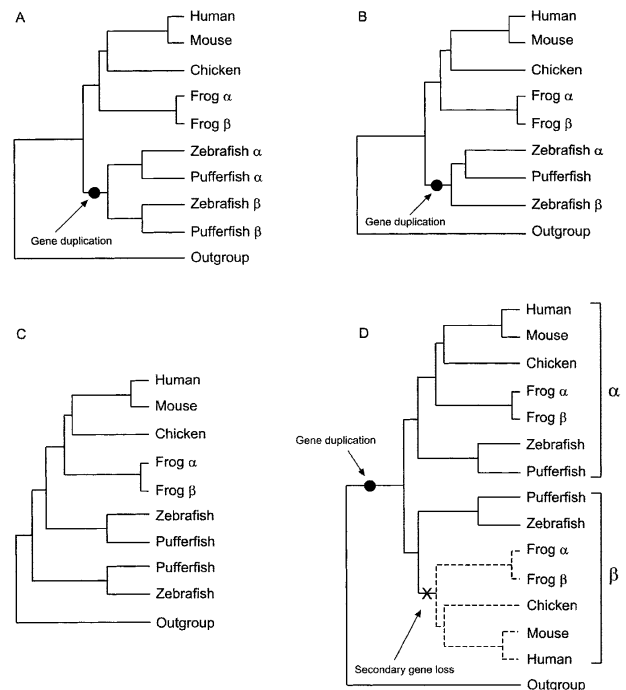 A
Human
Mouse
Chicken
Frog α
Frog β
Zebrafish α
Pufferfish α
Zebrafish β
Pufferfish β
Gene duplication
Outgroup
B
Human
Mouse
Chicken
Frog α
Frog β
Zebrafish α
Pufferfish
Zebrafish β
Gene duplication
Outgroup
C
Human
Mouse
Chicken
Frog α
Frog β
Zebrafish
Pufferfish
Pufferfish
Zebrafish
Outgroup
D
Human
Mouse
Chicken
Frog α
Frog β
α
Zebrafish
Gene duplication
Pufferfish
Pufferfish
Zebrafish
Frog α
Frog β
β
Chicken
Mouse
Secondary gene loss
Human
Outgroup